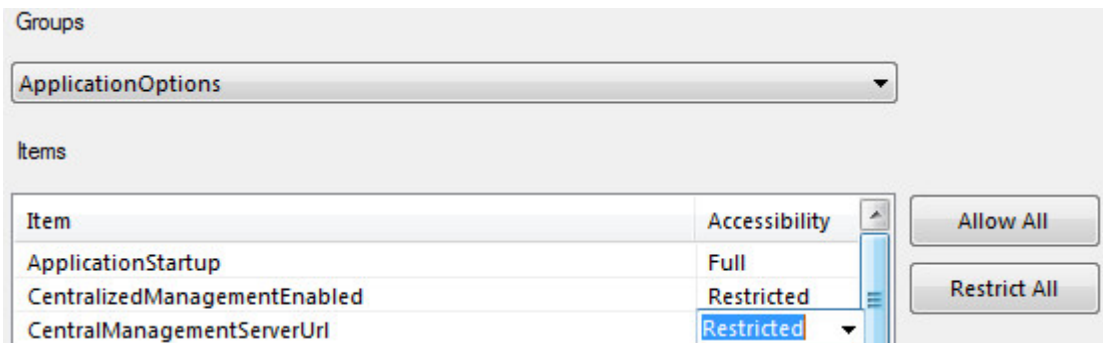 Groups
ApplicationOptions
Items
Item Accessibility
Allow All
ApplicationStartup Full
CentralizedManagementEnabled Restricted
Restrict All
CentralManagementServerUrl Restricted